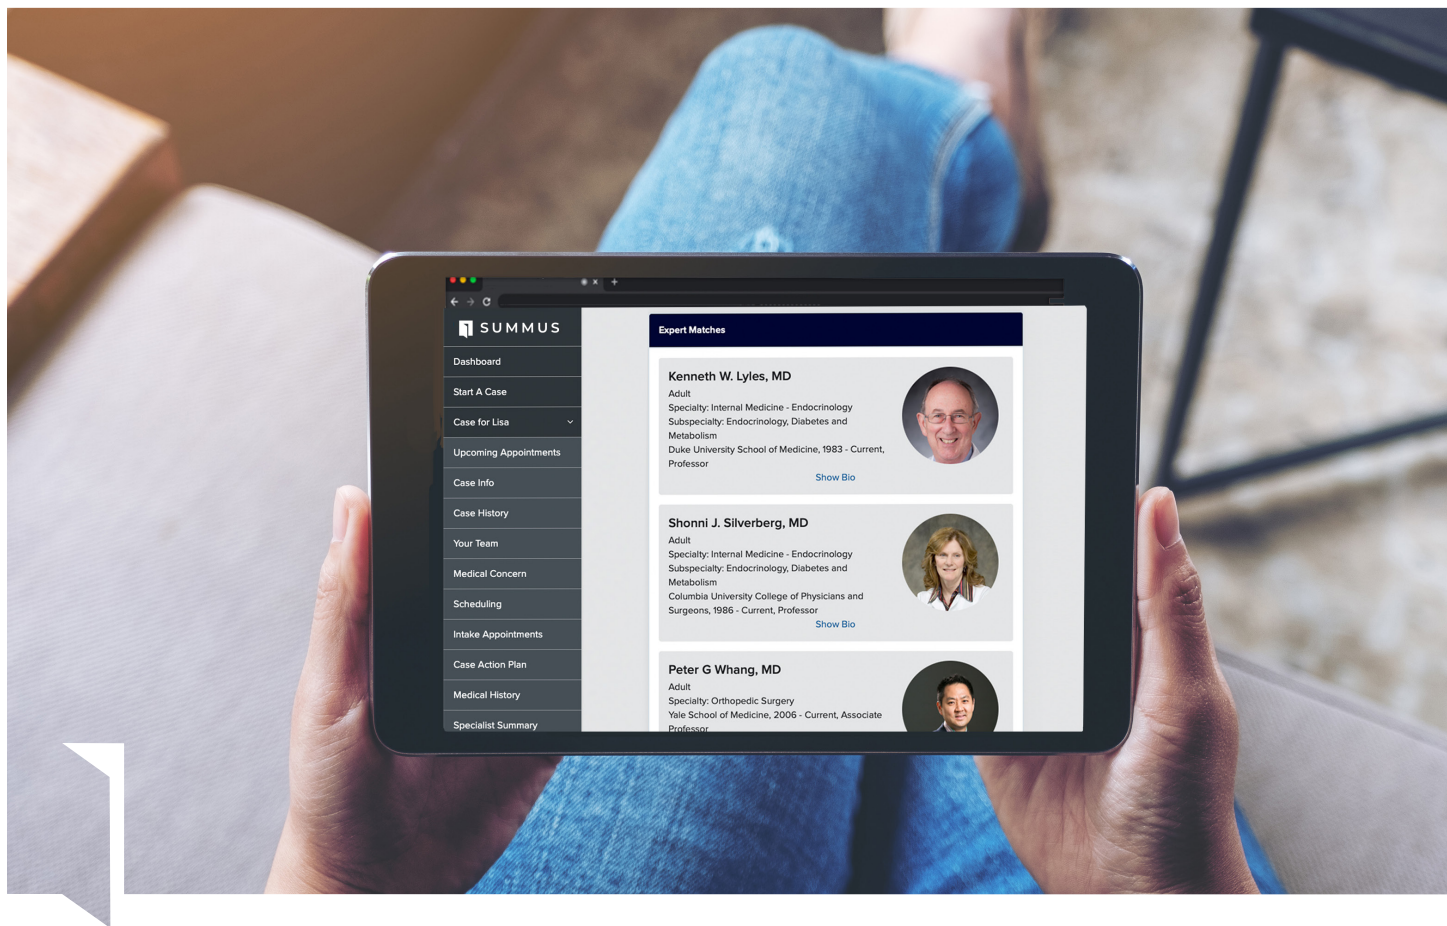 SUMMUS
Dashboard
Start A Case
Case for Lisa
Upcoming Appointments
Case Info
Case History
Your Team
Medical Concern
Scheduling
Intake Appointments
Case Action Plan
Medical History
Specialist Summary
Expert Matches
Kenneth W. Lyles, MD
Adult
Specialty: Internal Medicine - Endocrinology
Subspecialty: Endocrinology, Diabetes and
Metabolism
Duke University School of Medicine, 1983 - Current,
Professor
Show Bio
Shonni J. Silverberg, MD
Adult
Specialty: Internal Medicine - Endocrinology
Subspecialty: Endocrinology, Diabetes and
Metabolism
Columbia University College of Physicians and
Surgeons, 1986 - Current, Professor
Show Bio
Peter G Whang, MD
Adult
Specialty: Orthopedic Surgery
Yale School of Medicine, 2006 - Current, Associate
Professor